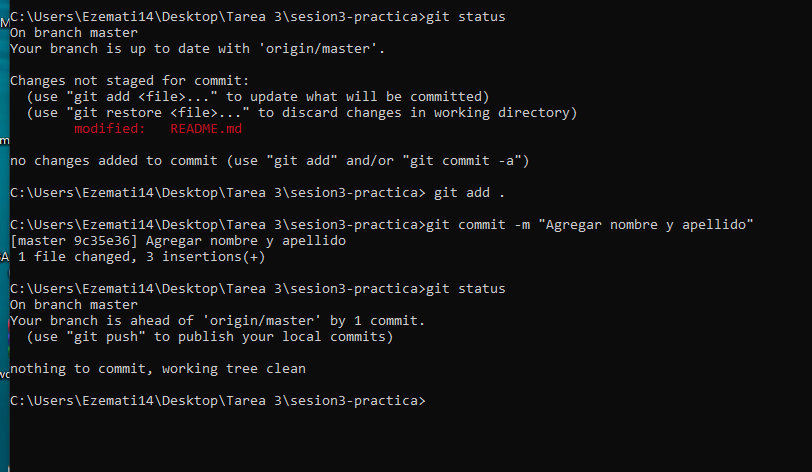 C:\Users\Ezemati14\Desktop\Tarea 3\sesion3-practica>git status
On branch master
Your branch is up to date with 'origin/master'.
Changes not staged for commit:
(use "git add <file>..." to update what will be committed)
(use "git restore <file>..." to discard changes in working directory)
modified: README.md
no changes added to commit (use "git add" and/or "git commit -a")
C:\Users\Ezemati14\Desktop\Tarea 3\sesion3-practica> git add .
C:\Users\Ezemati14\Desktop\Tarea 3\sesion3-practica>git commit -m "Agregar nombre y apellido"
[master 9c35e36] Agregar nombre y apellido
1 file changed, 3 insertions(+)
C:\Users\Ezemati14\Desktop\Tarea 3\sesion3-practica>git status
On branch master
Your branch is ahead of 'origin/master' by 1 commit.
(use "git push" to publish your local commits)
nothing to commit, working tree clean
C:\Users\Ezemati14\Desktop\Tarea 3\sesion3-practica>